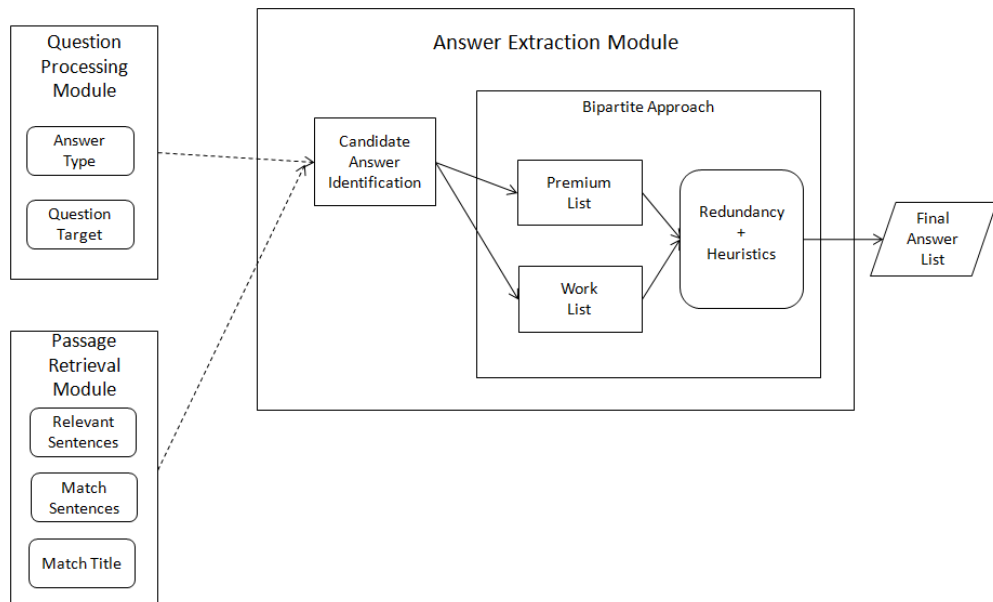 Question
Processing
Module
Answer
Type
Question
Target
Passage
Retrieval
Module
Relevant
Sentences
Match
Sentences
Match Title
Answer Extraction Module
Candidate
Answer
Identification
Bipartite Approach
Premium
List
Work
List
Redundancy
+
Heuristics
Final
Answer
List